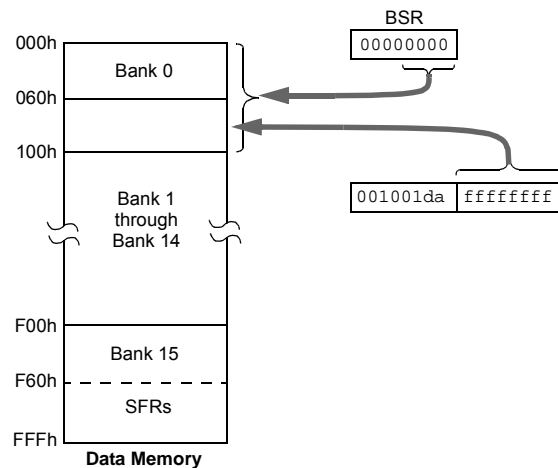 BSR
00000000
000h
Bank 0
060h
100h
001001da ffffffff
Bank 1
through
Bank 14
F00h
Bank 15
F60h
SFRs
FFFh
Data Memory